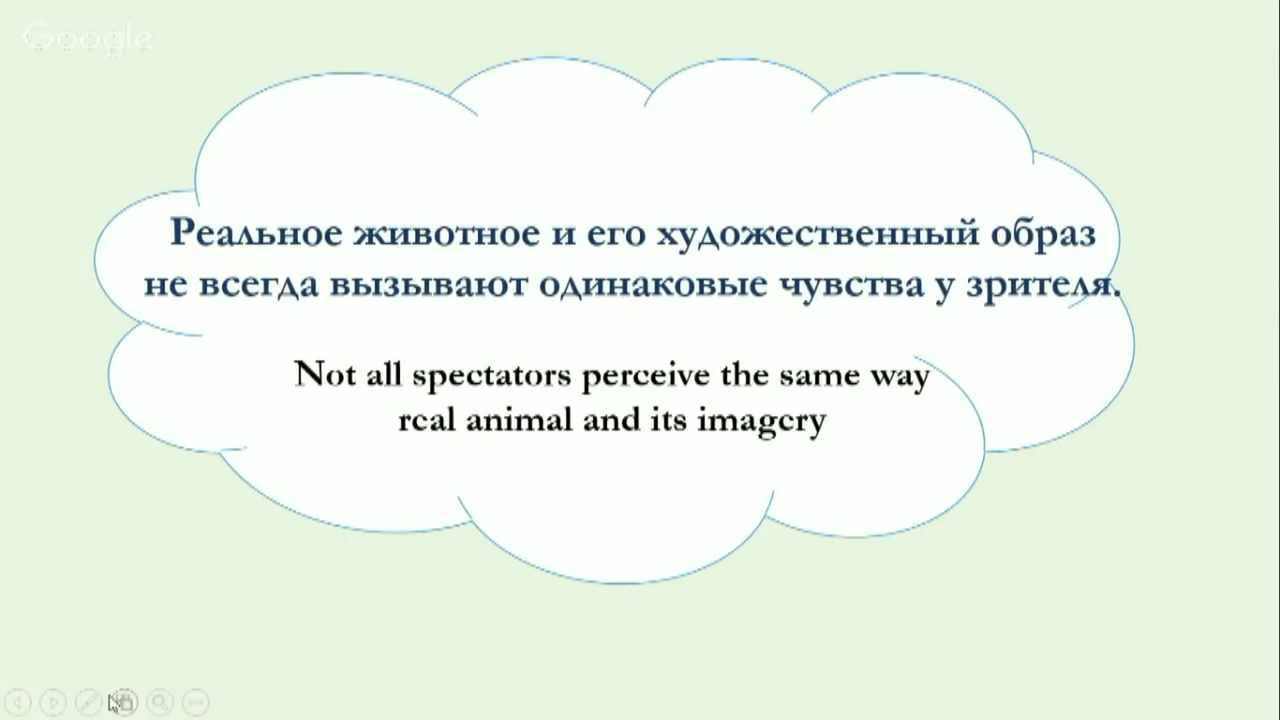 Google
Реальное животное и его художественный образ
не всегда вызывают одинаковые чувства у зрителя.
Not all spectators perceive the same way
real animal and its imagery